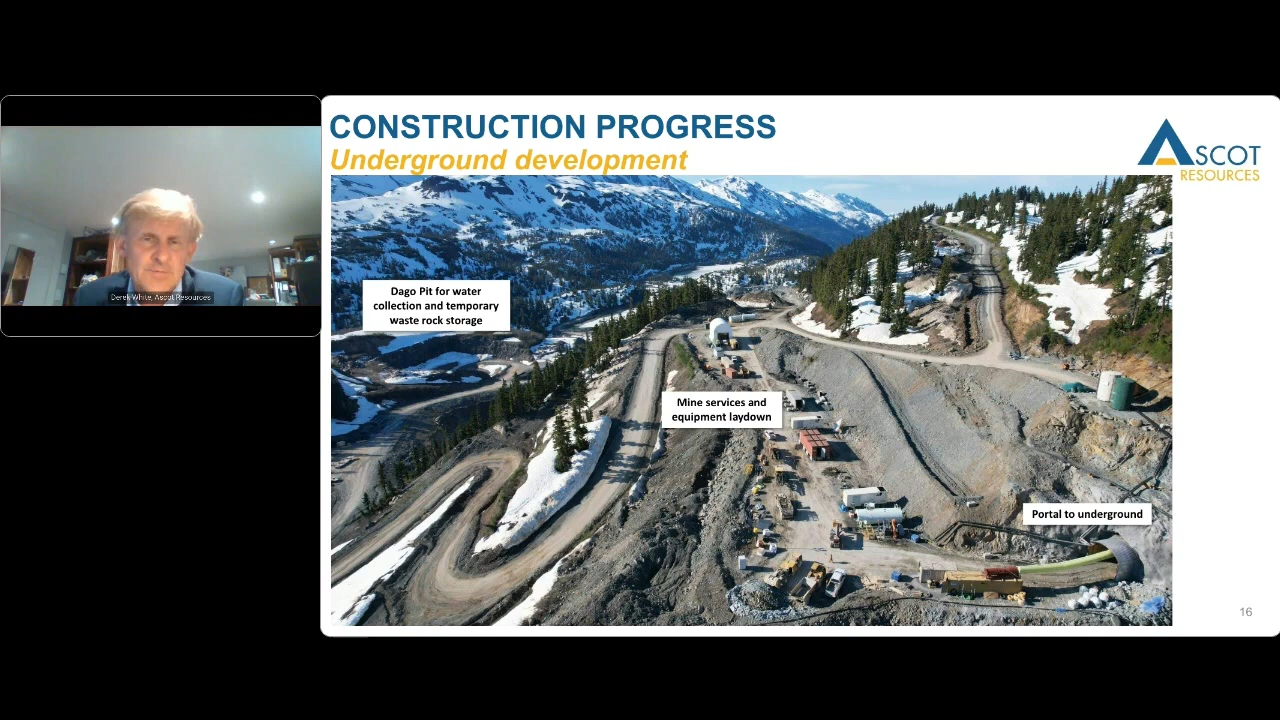 CONSTRUCTION PROGRESS
Underground development
ASCOT
RESOURCES
Derek White, Ascot Resources
Dago Pit for water
collection and temporary
waste rock storage
Mine services and
equipment laydown
Portal to underground
16